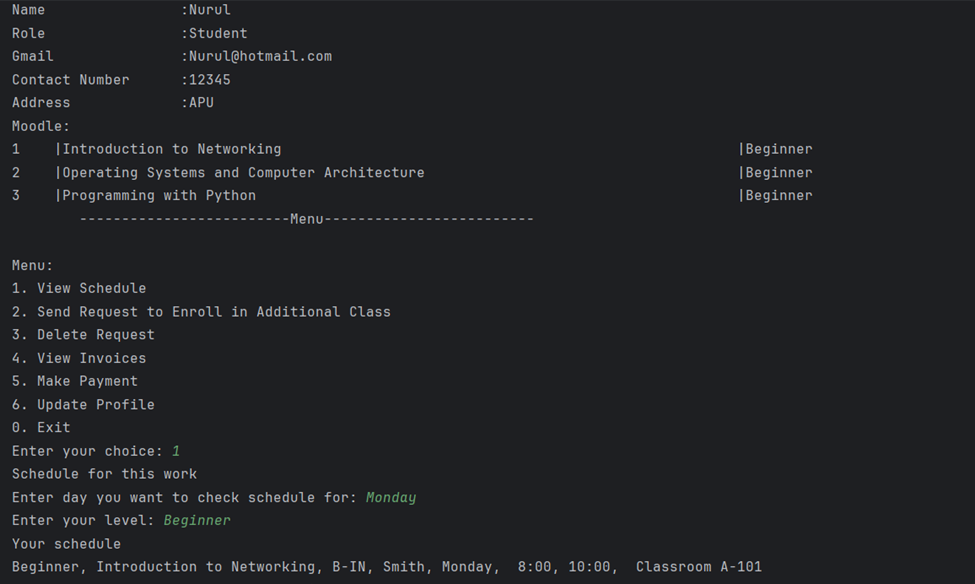 Name :Nurul
Role :Student
Gmail :Nurul@hotmail.com
Contact Number :12345
Address :APU
Moodle:
1 |Introduction to Networking |Beginner
2 |Operating Systems and Computer Architecture |Beginner
3 |Programming with Python |Beginner
-------------------------Menu-------------------------
Menu:
1. View Schedule
2. Send Request to Enroll in Additional Class
3. Delete Request
4. View Invoices
5. Make Payment
6. Update Profile
0. Exit
Enter your choice: 1
Schedule for this work
Enter day you want to check schedule for: Monday
Enter your level: Beginner
Your schedule
Beginner, Introduction to Networking, B-IN, Smith, Monday,  8:00, 10:00,  Classroom A-101